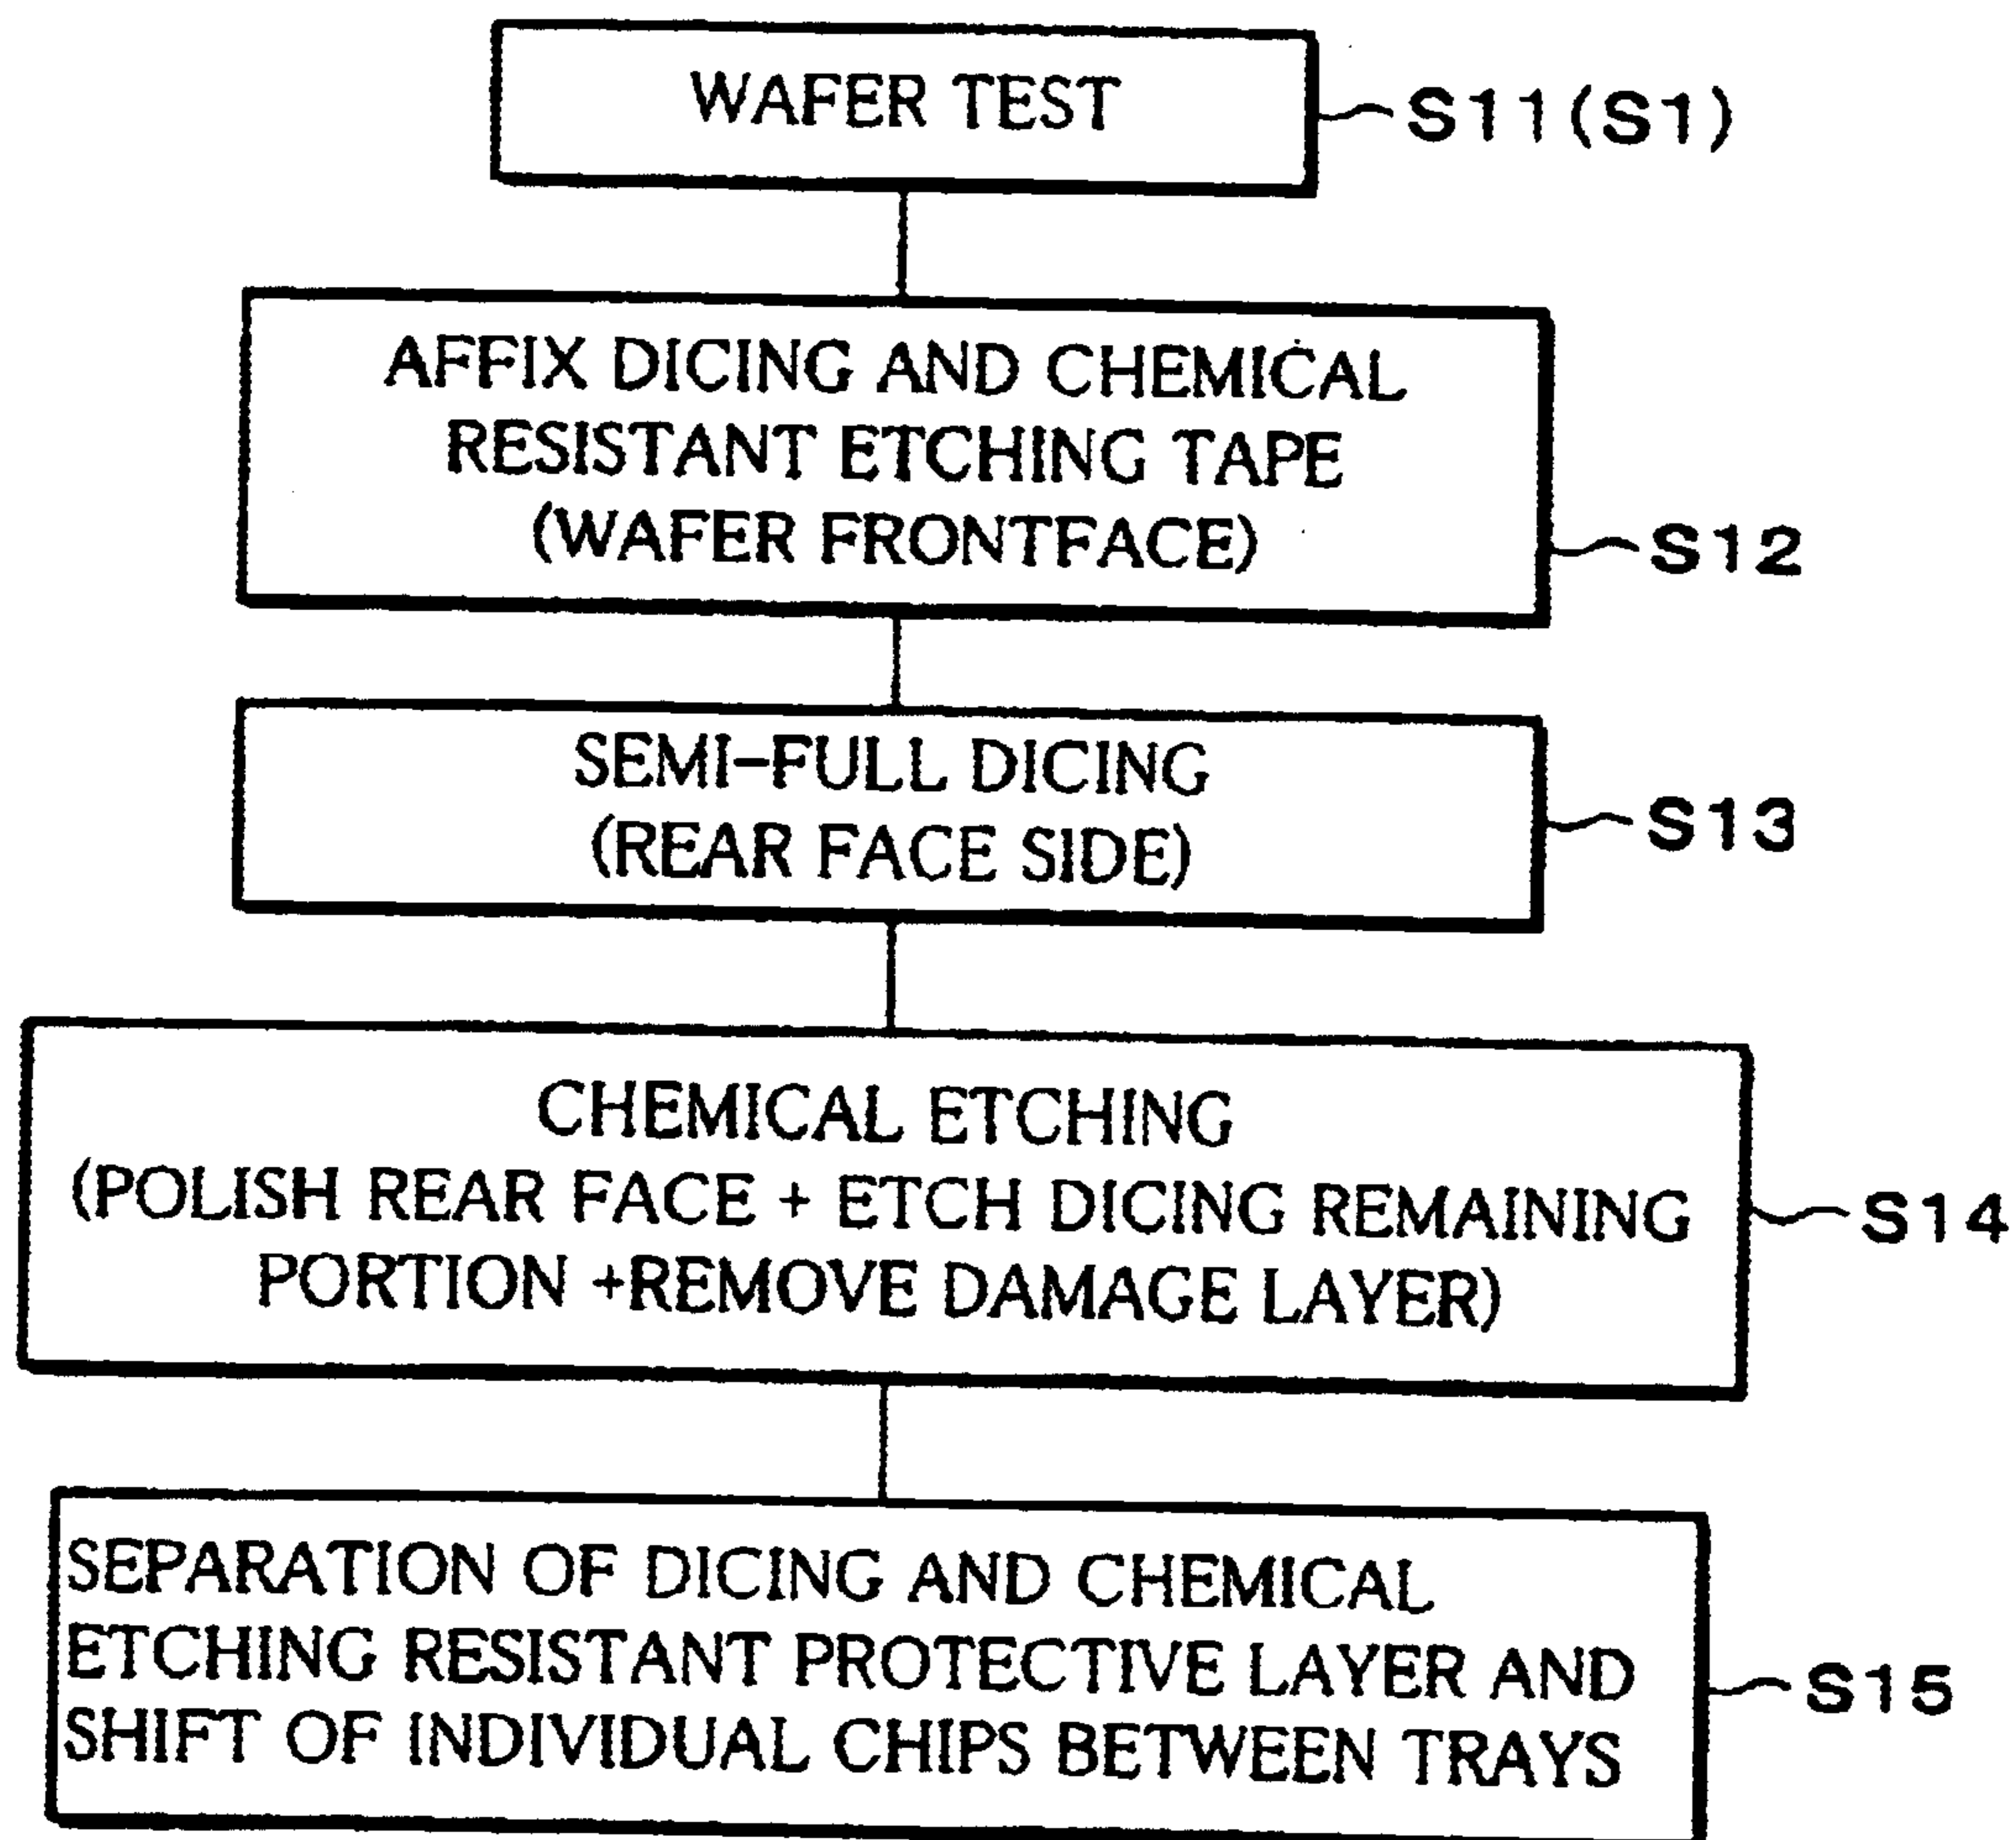 WAFER TEST
S11(S1)
AFFIX DICING AND CHEMICAL
RESISTANT ETCHING TAPE
(WAFER FRONTFACE)
S12
SEMI-FULL DICING
(REAR FACE SIDE)
S13
CHEMICAL ETCHING
(POLISH REAR FACE + ETCH DICING REMAINING
PORTION +REMOVE DAMAGE LAYER)
S14
SEPARATION OF DICING AND CHEMICAL
ETCHING RESISTANT PROTECTIVE LAYER AND
SHIFT OF INDIVIDUAL CHIPS BETWEEN TRAYS
S15